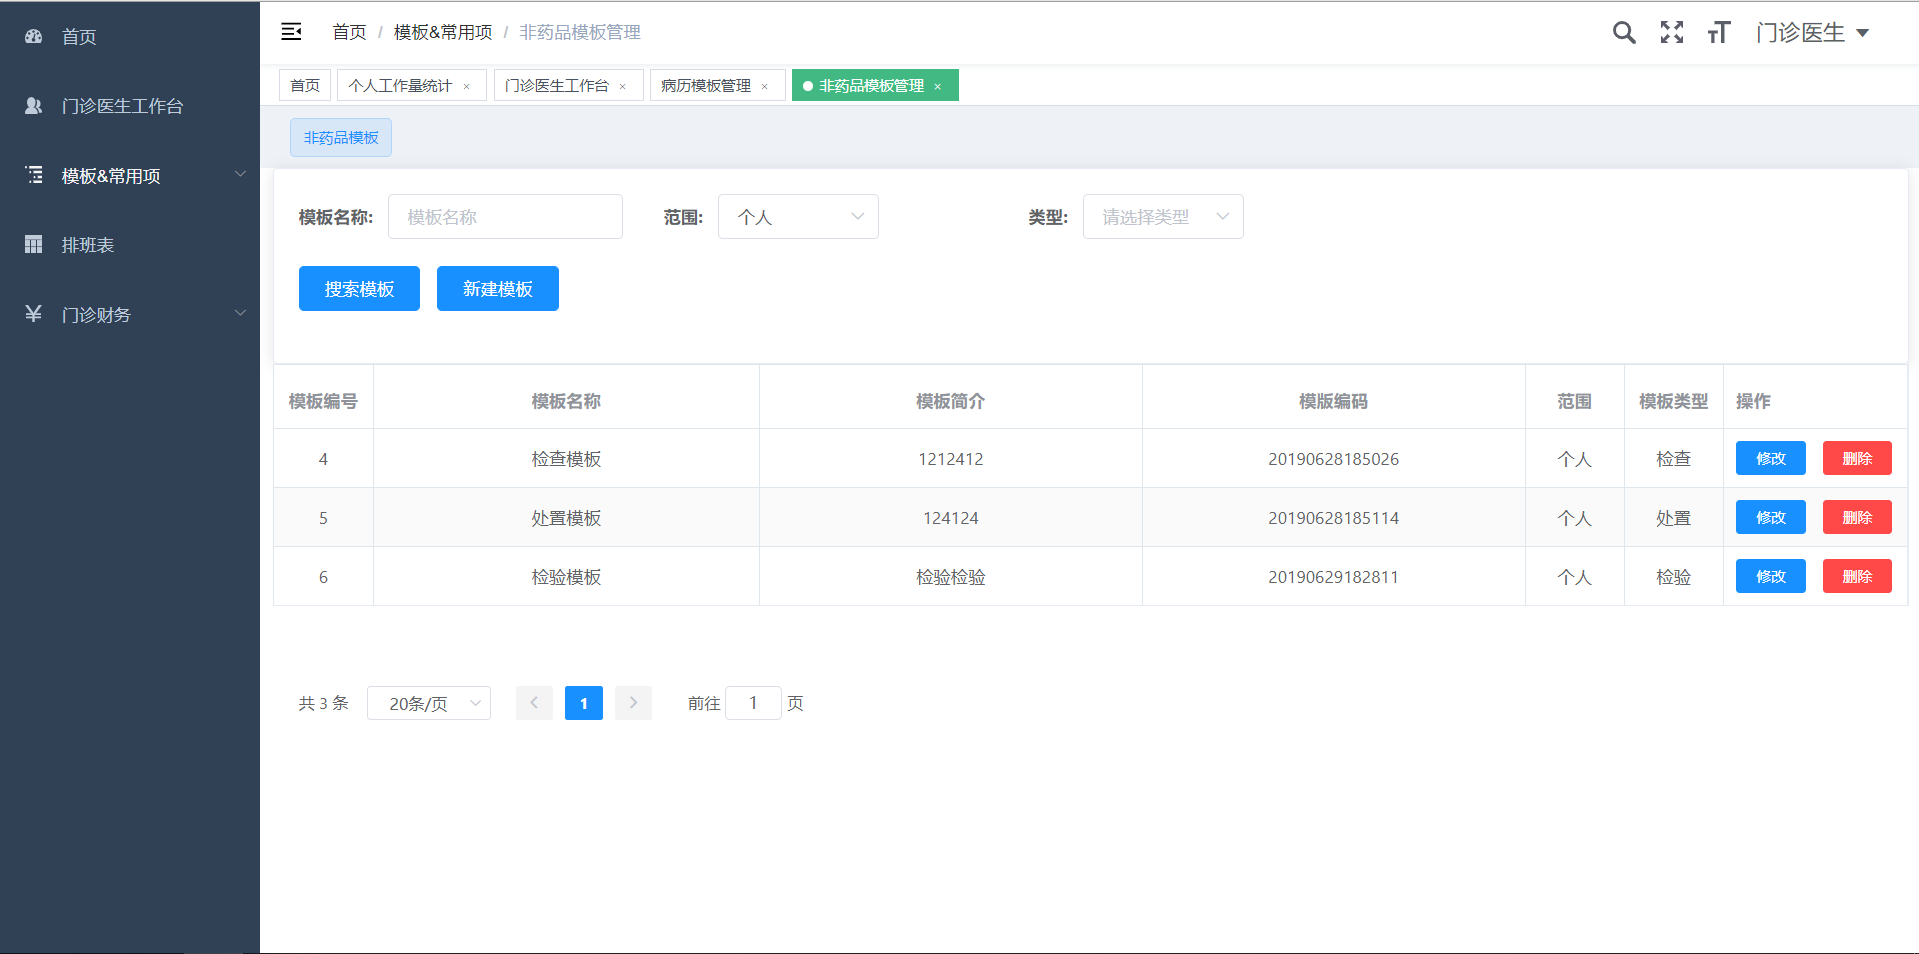 首页
门诊医生工作台
模板&常用项
排班表
门诊财务
首页 / 模板&常用项 / 非药品模板管理
门诊医生
首页 个人工作量统计 × 门诊医生工作台 × 病历模板管理 × 非药品模板管理 ×
非药品模板
模板名称: 模板名称 范围: 个人 类型: 请选择类型
搜索模板 新建模板
模板编号 模板名称 模板简介 模版编码 范围 模板类型 操作
4 检查模板 1212412 20190628185026 个人 检查 修改 删除
5 处置模板 124124 20190628185114 个人 处置 修改 删除
6 检验模板 检验检验 20190629182811 个人 检验 修改 删除
共 3 条 20条/页 1 前往 1 页